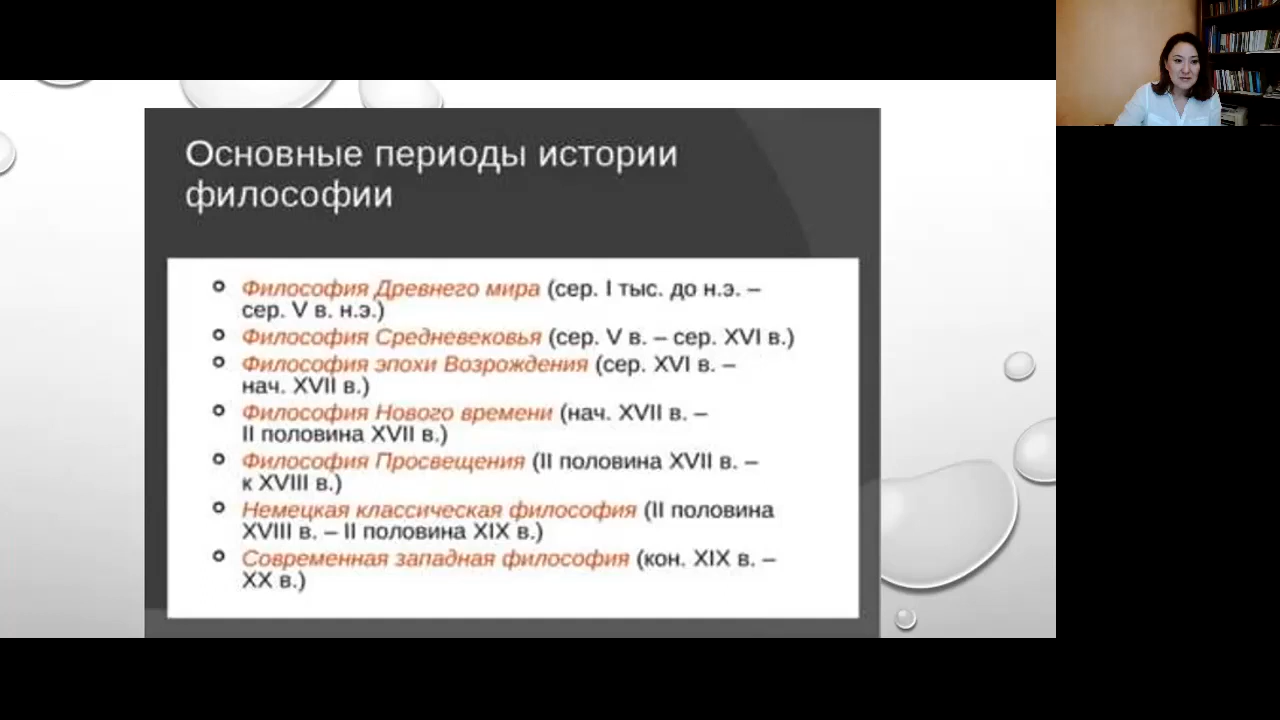 Основные периоды истории
философии
Философия Древнего мира (сер. I тыс. до н.э. –
сер. V в. н.э.)
Философия Средневековья (сер. V в. – сер. XVI в.)
Философия эпохи Возрождения (сер. XVI в. –
нач. XVII в.)
Философия Нового времени (нач. XVII в. –
II половина XVII в.)
Философия Просвещения (II половина XVII в. –
к XVIII в.)
Немецкая классическая философия (II половина
XVIII в. – II половина XIX в.)
Современная западная философия (кон. XIX в. –
XX в.)